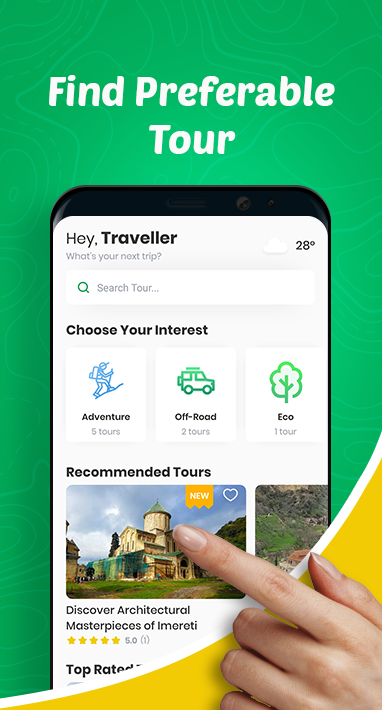 Find Preferable
Tour
Hey, Traveller
What's your next trip?
28°
Search Tour...
Choose Your Interest
Adventure
Off-Road
Eco
5 tours
2 tours
1 tour
Recommended Tours
NEW
Discover Architectural
Masterpieces of Imereti
5.0 (1)
Top Rated